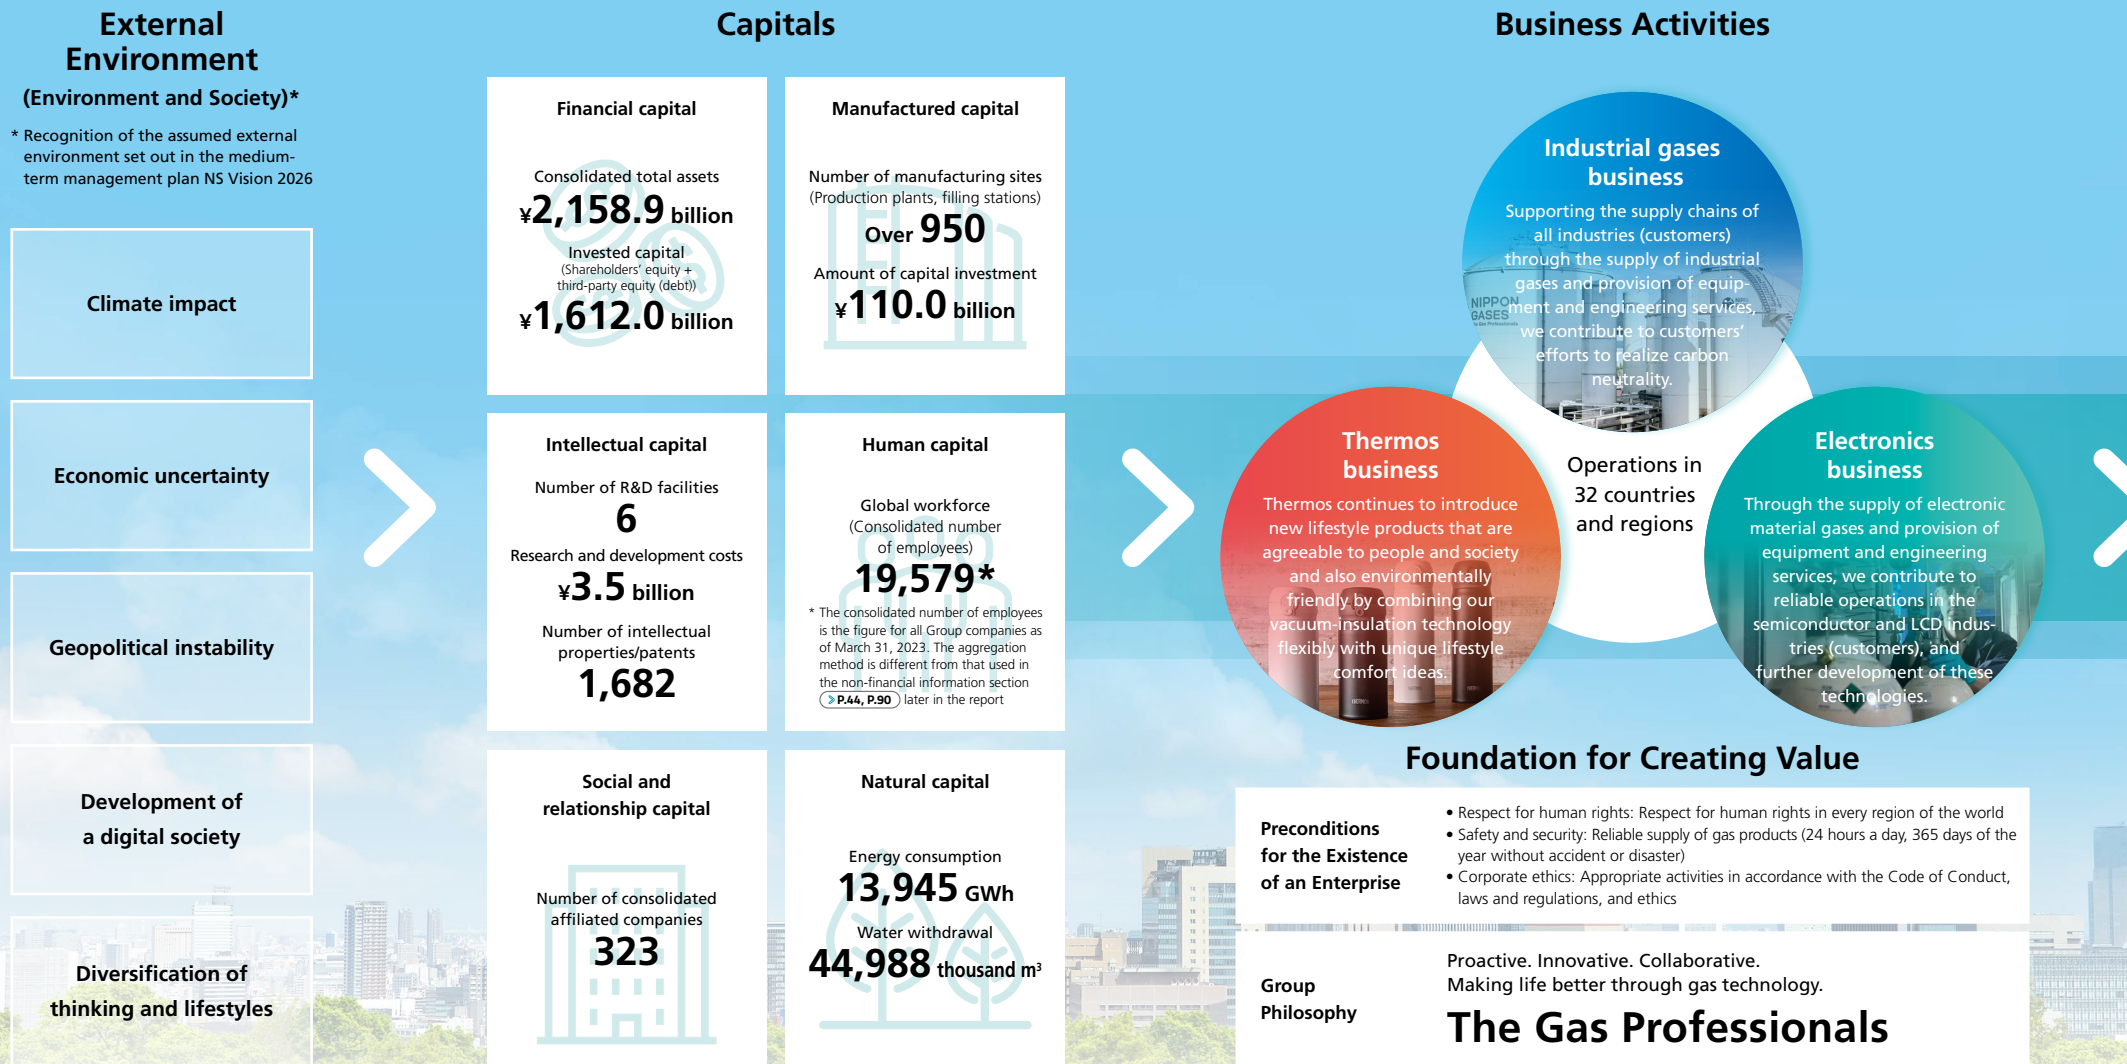 External
Environment
(Environment and Society)*
* Recognition of the assumed external
environment set out in the medium-
term management plan NS Vision 2026
Climate impact
Economic uncertainty
Geopolitical instability
Development of
a digital society
Diversification of
thinking and lifestyles
Capitals
Financial capital
Consolidated total assets
¥2,158.9 billion
Invested capital
(Shareholders' equity +
third-party equity (debt))
¥1,612.0 billion
Manufactured capital
Number of manufacturing sites
(Production plants, filling stations)
Over 950
Amount of capital investment
¥110.0 billion
Intellectual capital
Number of R&D facilities
6
Research and development costs
¥3.5 billion
Number of intellectual
properties/patents
1,682
Human capital
Global workforce
(Consolidated number
of employees)
19,579*
* The consolidated number of employees
is the figure for all Group companies as
of March 31, 2023. The aggregation
method is different from that used in
the non-financial information section
P.44, P.90 later in the report
Social and
relationship capital
Number of consolidated
affiliated companies
323
Natural capital
Energy consumption
13,945 GWh
Water withdrawal
44,988 thousand m³
Business Activities
Industrial gases
business
Supporting the supply chains of
all industries (customers)
through the supply of industrial
gases and provision of equip-
ment and engineering services,
we contribute to customers'
efforts to realize carbon
neutrality.
NIPPON
GASES
Thermos
business
Thermos continues to introduce
new lifestyle products that are
agreeable to people and society
and also environmentally
friendly by combining our
vacuum-insulation technology
flexibly with unique lifestyle
comfort ideas.
THERMOS
Operations in
32 countries
and regions
Electronics
business
Through the supply of electronic
material gases and provision of
equipment and engineering
services, we contribute to
reliable operations in the
semiconductor and LCD indus-
tries (customers), and
further development of these
technologies.
Foundation for Creating Value
Preconditions
for the Existence
of an Enterprise
• Respect for human rights: Respect for human rights in every region of the world
• Safety and security: Reliable supply of gas products (24 hours a day, 365 days of the
year without accident or disaster)
• Corporate ethics: Appropriate activities in accordance with the Code of Conduct,
laws and regulations, and ethics
Group
Philosophy
Proactive. Innovative. Collaborative.
Making life better through gas technology.
The Gas Professionals